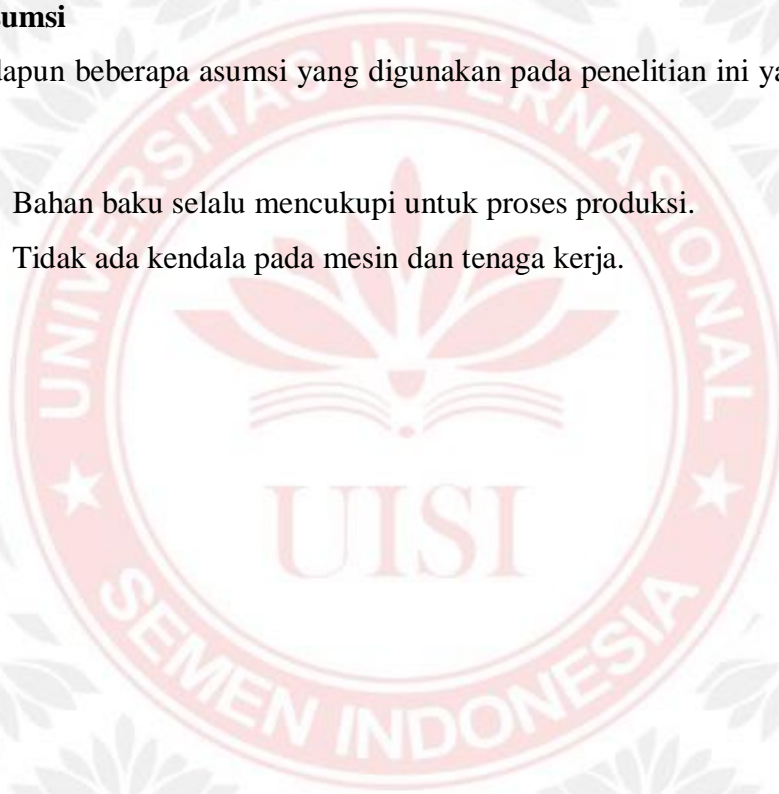 sumsi
dapun beberapa asumsi yang digunakan pada penelitian ini ya
Bahan baku selalu mencukupi untuk proses produksi.
Tidak ada kendala pada mesin dan tenaga kerja.
UNIVERSITAS INTERNASIONAL
UISI
SEMEN INDONESIA